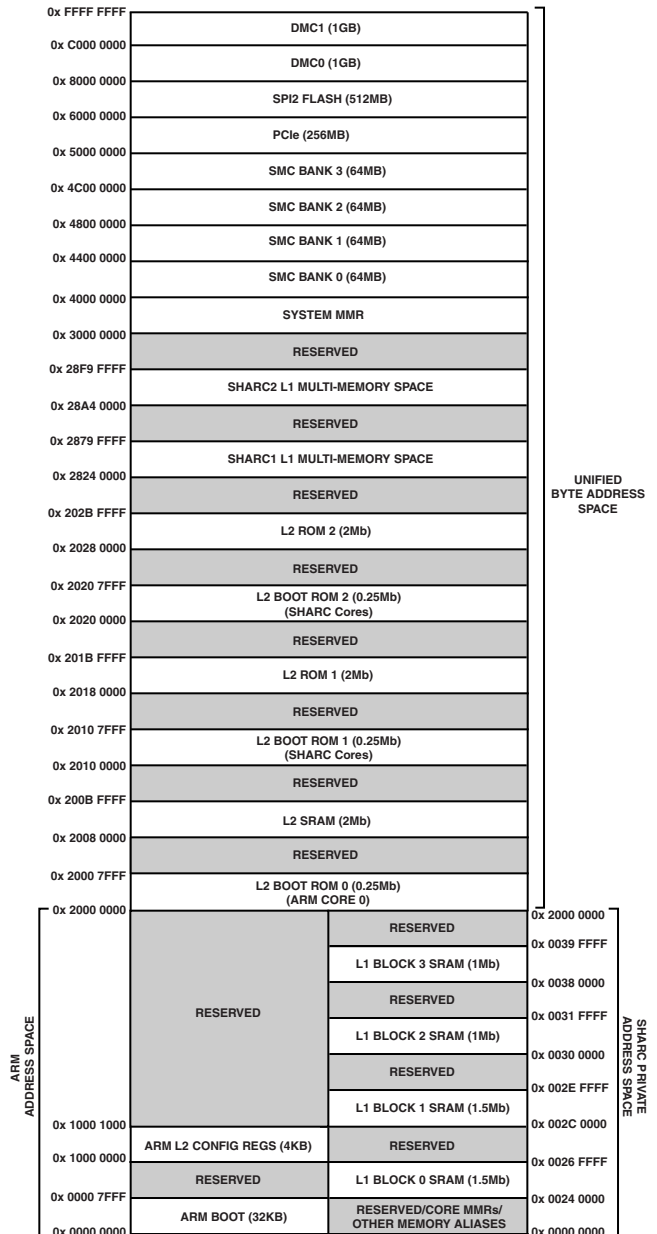 0x FFFF FFFF
DMC1 (1GB)
0x C000 0000
DMC0 (1GB)
0x 8000 0000
SPI2 FLASH (512MB)
0x 6000 0000
PCIe (256MB)
0x 5000 0000
SMC BANK 3 (64MB)
0x 4C00 0000
SMC BANK 2 (64MB)
0x 4800 0000
SMC BANK 1 (64MB)
0x 4400 0000
SMC BANK 0 (64MB)
0x 4000 0000
SYSTEM MMR
0x 3000 0000
RESERVED
0x 28F9 FFFF
SHARC2 L1 MULTI-MEMORY SPACE
0x 28A4 0000
RESERVED
0x 2879 FFFF
SHARC1 L1 MULTI-MEMORY SPACE
0x 2824 0000
RESERVED
0x 202B FFFF
L2 ROM 2 (2Mb)
0x 2028 0000
RESERVED
0x 2020 7FFF
L2 BOOT ROM 2 (0.25Mb)
(SHARC Cores)
0x 2020 0000
RESERVED
0x 201B FFFF
L2 ROM 1 (2Mb)
0x 2018 0000
RESERVED
0x 2010 7FFF
L2 BOOT ROM 1 (0.25Mb)
(SHARC Cores)
0x 2010 0000
RESERVED
0x 200B FFFF
L2 SRAM (2Mb)
0x 2008 0000
RESERVED
0x 2000 7FFF
L2 BOOT ROM 0 (0.25Mb)
(ARM CORE 0)
0x 2000 0000
UNIFIED
BYTE ADDRESS
SPACE
ARM
ADDRESS SPACE
RESERVED
0x 1000 1000
ARM L2 CONFIG REGS (4KB)
0x 1000 0000
RESERVED
0x 0000 7FFF
ARM BOOT (32KB)
0x 0000 0000
0x 2000 0000
RESERVED
0x 0039 FFFF
L1 BLOCK 3 SRAM (1Mb)
0x 0038 0000
RESERVED
0x 0031 FFFF
L1 BLOCK 2 SRAM (1Mb)
0x 0030 0000
RESERVED
0x 002E FFFF
L1 BLOCK 1 SRAM (1.5Mb)
0x 002C 0000
RESERVED
0x 0026 FFFF
L1 BLOCK 0 SRAM (1.5Mb)
0x 0024 0000
RESERVED/CORE MMRs/
OTHER MEMORY ALIASES
0x 0000 0000
SHARC PRIVATE
ADDRESS SPACE